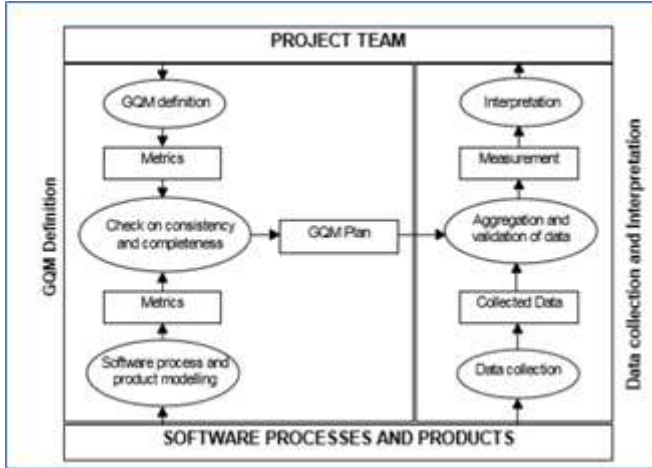 PROJECT TEAM
GQM definition
Metrics
Check on consistency
and completeness
Metrics
Software process and
product modelling
GQM Plan
Interpretation
Measurement
Aggregation and
validation of data
Collected Data
Data collection
SOFTWARE PROCESSES AND PRODUCTS
GQM Definition
Data collection and Interpretation